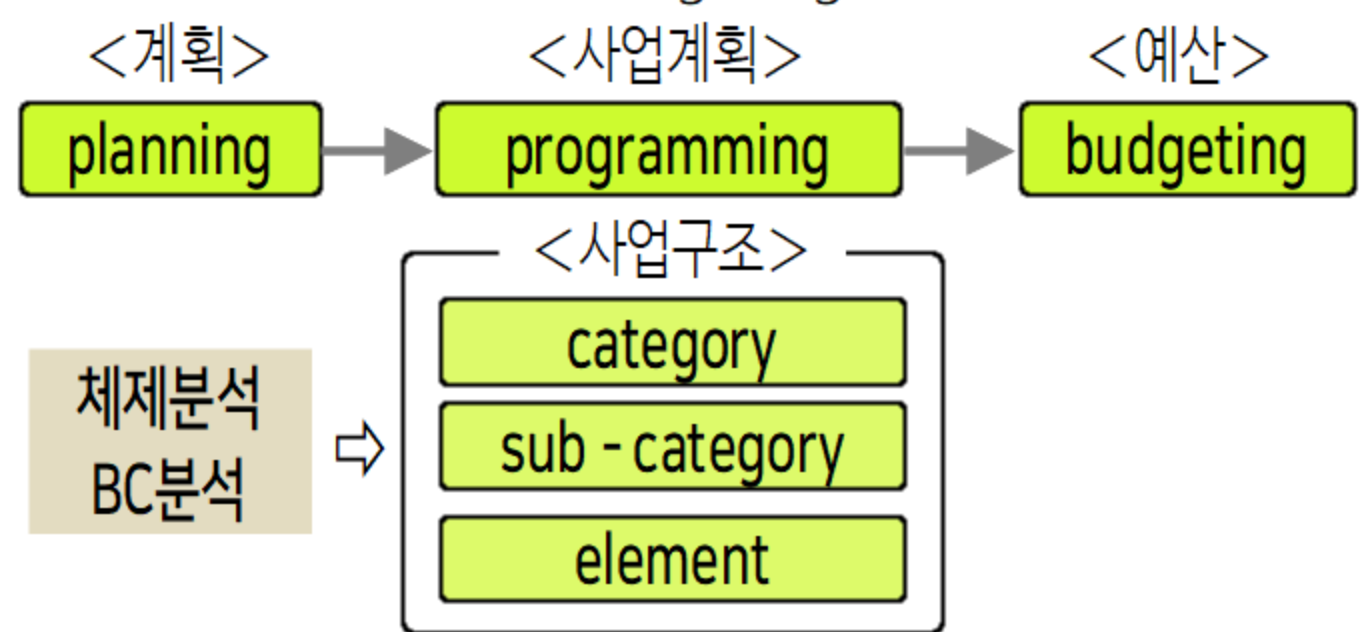 <계획> <사업계획> <예산>
planning programming budgeting
<사업구조>
category
체제분석
sub - category
BC분석
element